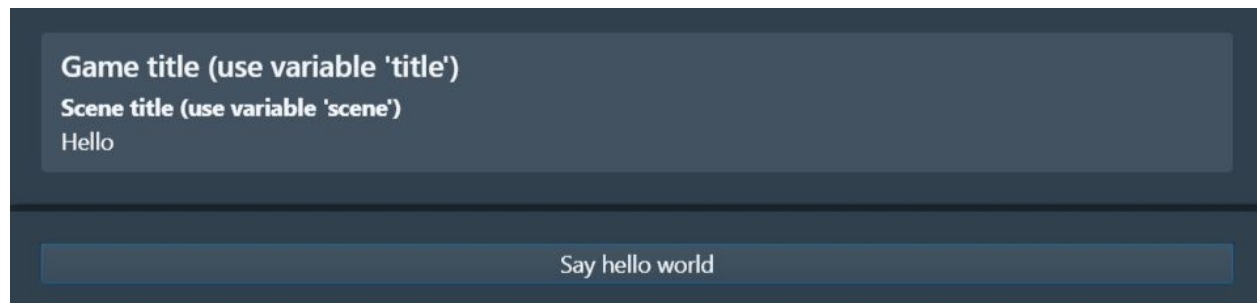 Game title (use variable 'title')
Scene title (use variable 'scene')
Hello
Say hello world